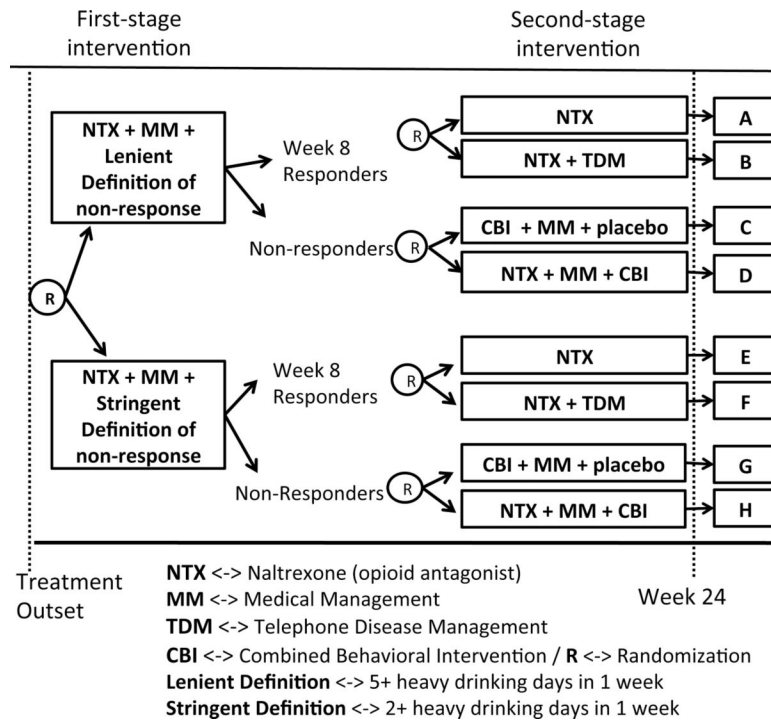 First-stage
intervention
Second-stage
intervention
NTX + MM +
Lenient
Definition of
non-response
Week 8
Responders
R
NTX
A
NTX + TDM
B
Non-responders
R
CBI + MM + placebo
C
NTX + MM + CBI
D
R
NTX + MM +
Stringent
Definition of
non-response
Week 8
Responders
R
NTX
E
NTX + TDM
F
Non-Responders
R
CBI + MM + placebo
G
NTX + MM + CBI
H
Treatment
Outset
Week 24
NTX <-> Naltrexone (opioid antagonist)
MM <-> Medical Management
TDM <-> Telephone Disease Management
CBI <-> Combined Behavioral Intervention / R <-> Randomization
Lenient Definition <-> 5+ heavy drinking days in 1 week
Stringent Definition <-> 2+ heavy drinking days in 1 week